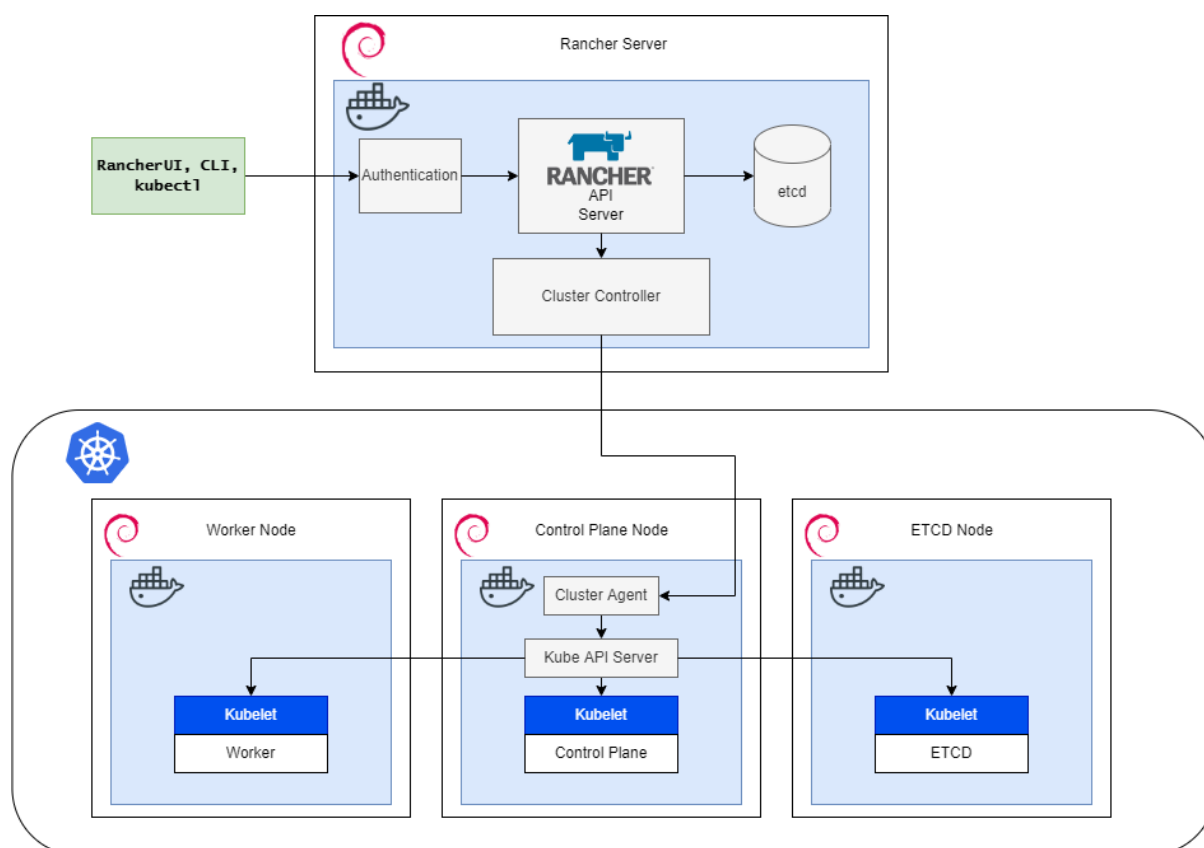 Rancher Server
RancherUI, CLI,
kubectl
Authentication
RANCHER
API
Server
etcd
Cluster Controller
Worker Node
Control Plane Node
ETCD Node
Cluster Agent
Kube API Server
Kubelet
Worker
Kubelet
Control Plane
Kubelet
ETCD